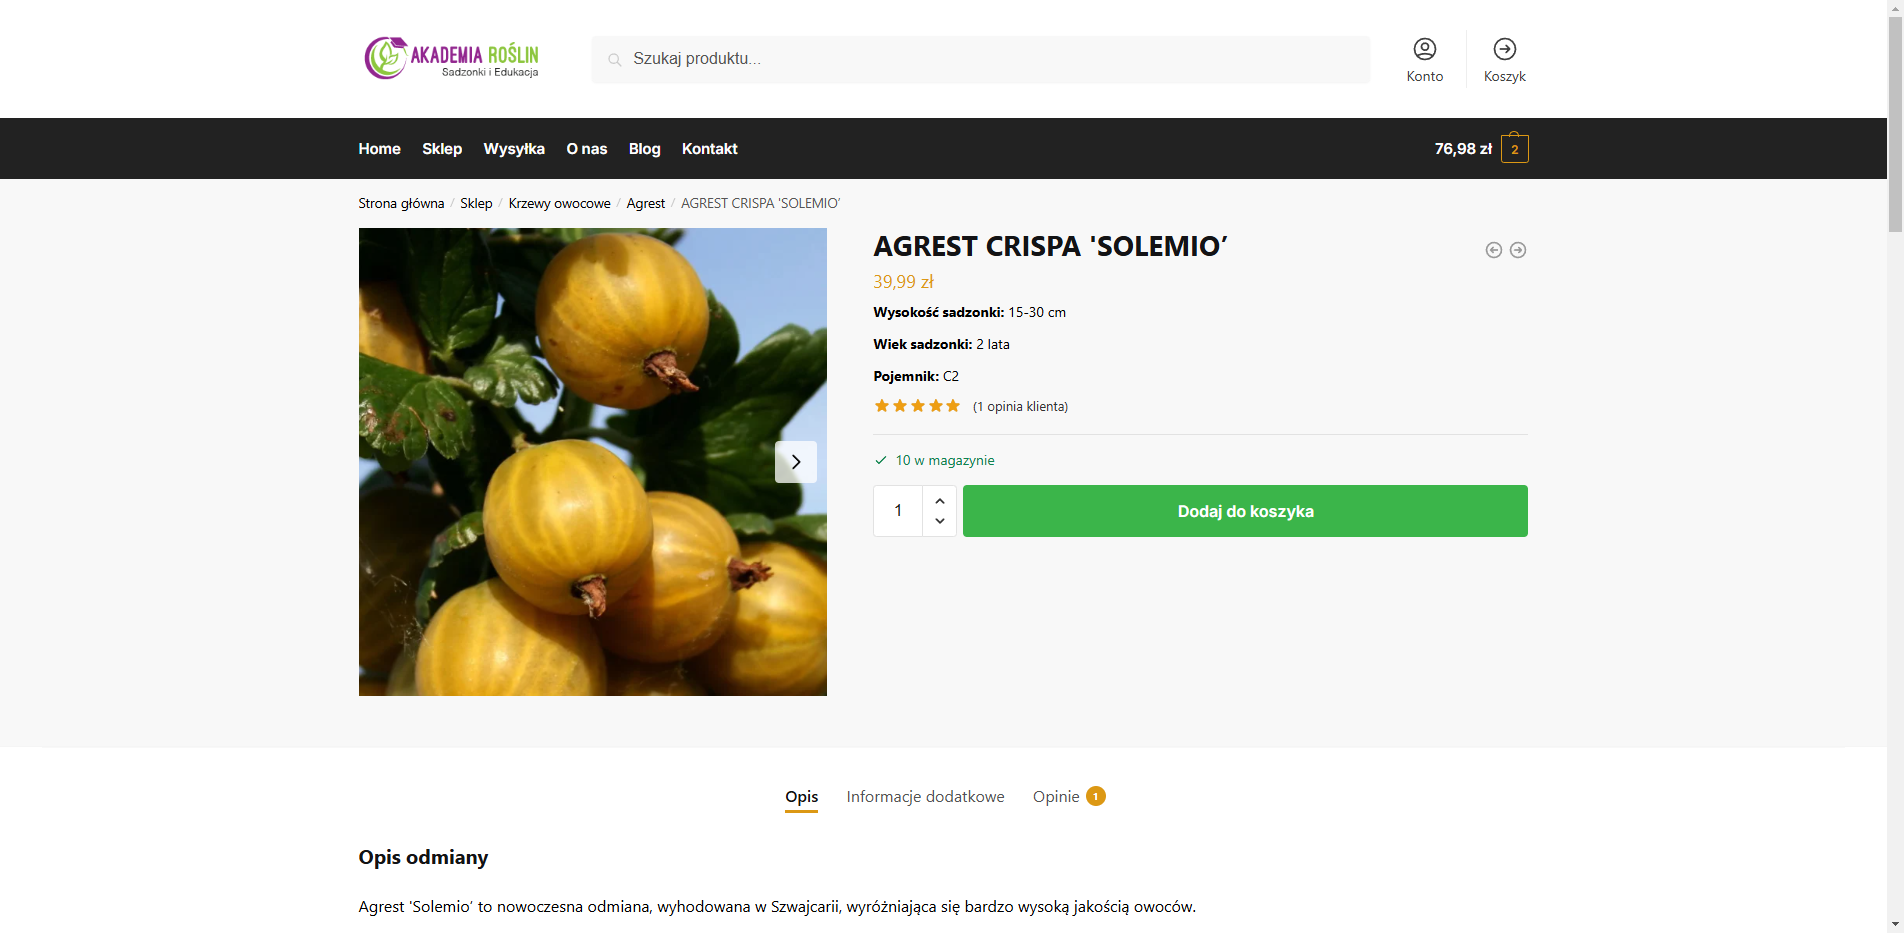 AKADEMIA ROŚLIN
Sadzonki i Edukacja
Szukaj produktu...
Konto
Koszyk
Home
Sklep
Wysyłka
O nas
Blog
Kontakt
76,98 zł
2
Strona główna / Sklep / Krzewy owocowe / Agrest / AGREST CRISPA 'SOLEMIO’
AGREST CRISPA 'SOLEMIO’
39,99 zł
Wysokość sadzonki: 15-30 cm
Wiek sadzonki: 2 lata
Pojemnik: C2
(1 opinia klienta)
10 w magazynie
1
Dodaj do koszyka
Opis
Informacje dodatkowe
Opinie 1
Opis odmiany
Agrest 'Solemio’ to nowoczesna odmiana, wyhodowana w Szwajcarii, wyróżniająca się bardzo wysoką jakością owoców.